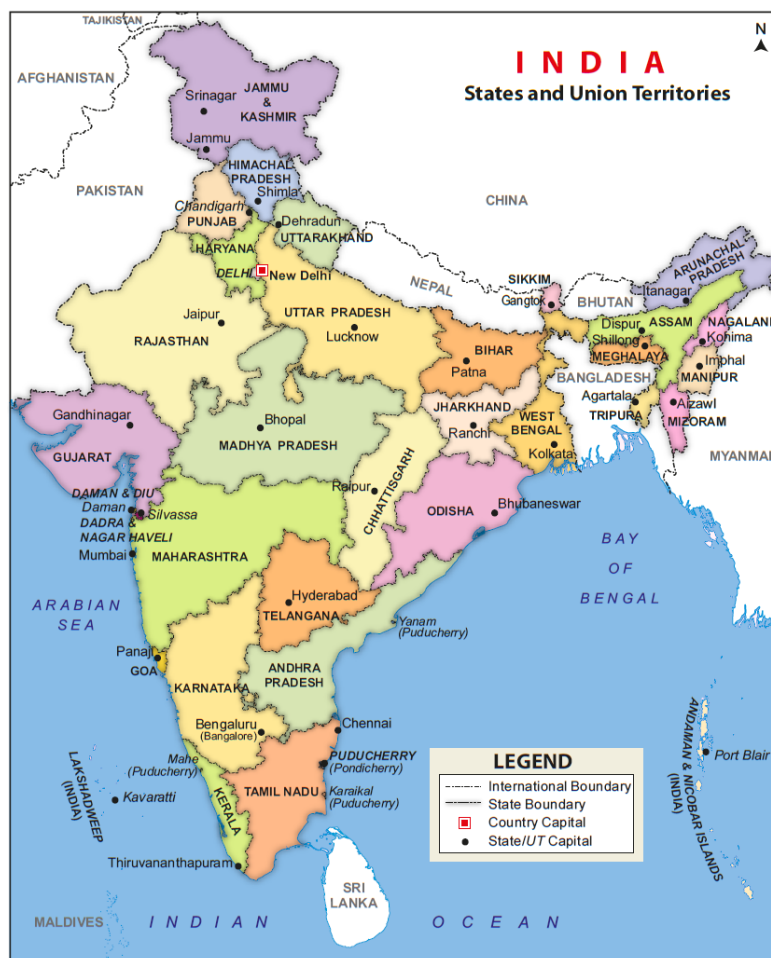 TAJIKISTAN
AFGHANISTAN
N
INDIA
States and Union Territories
JAMMU
&
KASHMIR
Srinagar
Jammu
HIMACHAL
PRADESH
Shimla
PAKISTAN
CHINA
Chandigarh
PUNJAB
Dehradun
UTTARAKHAND
HARYANA
DELHI
New Delhi
NEPAL
SIKKIM
Gangtok
BHUTAN
ARUNACHAL
PRADESH
Itanagar
Jaipur
RAJASTHAN
UTTAR PRADESH
Lucknow
BIHAR
Patna
Dispur
ASSAM
Shillong
MEGHALAYA
NAGALAND
Kohima
Imphal
MANIPUR
BANGLADESH
Agartala
TRIPURA
Aizawl
MIZORAM
MYANMAR
Gandhinagar
GUJARAT
Bhopal
MADHYA PRADESH
JHARKHAND
Ranchi
WEST
BENGAL
Kolkata
Raipur
CHHATTISGARH
ODISHA
Bhubaneswar
DAMAN & DIU
Daman
Silvassa
DADRA &
NAGAR HAVELI
Mumbai
MAHARASHTRA
BAY
OF
BENGAL
ARABIAN
SEA
Hyderabad
TELANGANA
Yanam
(Puducherry)
Panaji
GOA
KARNATAKA
ANDHRA
PRADESH
Bengaluru
(Bangalore)
Chennai
Mahe
(Puducherry)
PUDUCHERRY
(Pondicherry)
Karaikal
(Puducherry)
TAMIL NADU
KERALA
LAKSHADWEEP
(INDIA)
Kavaratti
Thiruvananthapuram
SRI
LANKA
MALDIVES
INDIAN OCEAN
ANDAMAN & NICOBAR ISLANDS
(INDIA)
Port Blair
LEGEND
International Boundary
State Boundary
Country Capital
State/UT Capital